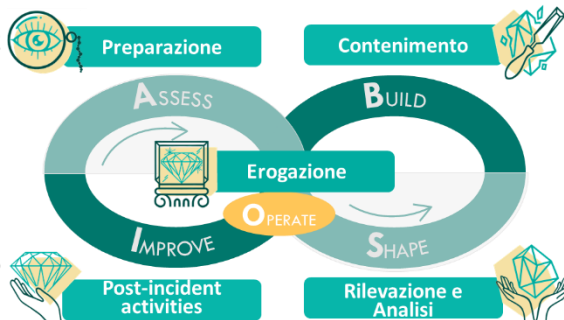 Preparazione
Contenimento
ASSESS
BUILD
Erogazione
OPERATE
IMPROVE
SHAPE
Post-incident
activities
Rilevazione e
Analisi